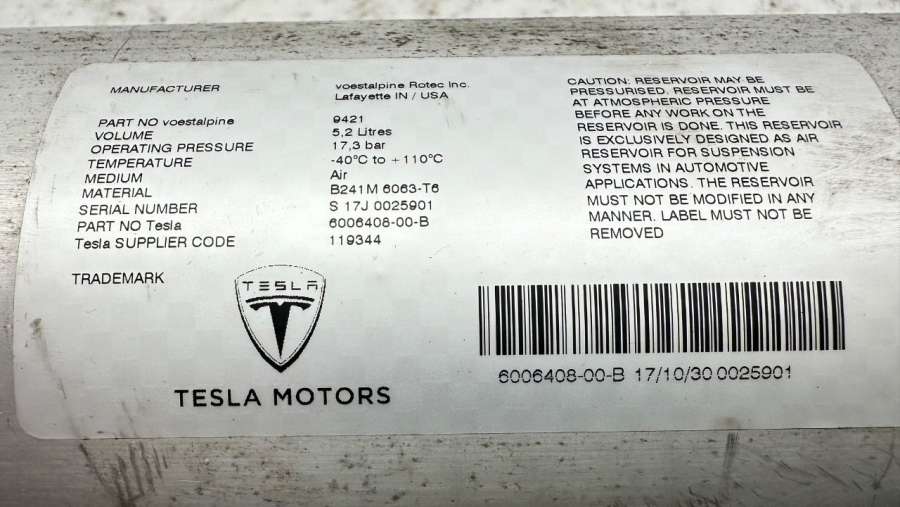 MANUFACTURER voestalpine Rotec Inc.
Lafayette IN / USA
PART NO voestalpine 9421
VOLUME 5,2 Litres
OPERATING PRESSURE 17,3 bar
TEMPERATURE -40°C to +110°C
MEDIUM Air
MATERIAL B241M 6063-T6
SERIAL NUMBER S 17J 0025901
PART NO Tesla 6006408-00-B
Tesla SUPPLIER CODE 119344
TRADEMARK
TESLA
TESLA MOTORS
CAUTION: RESERVOIR MAY BE
PRESSURISED. RESERVOIR MUST BE
AT ATMOSPHERIC PRESSURE
BEFORE ANY WORK ON THE
RESERVOIR IS DONE. THIS RESERVOIR
IS EXCLUSIVELY DESIGNED AS AIR
RESERVOIR FOR SUSPENSION
SYSTEMS IN AUTOMOTIVE
APPLICATIONS. THE RESERVOIR
MUST NOT BE MODIFIED IN ANY
MANNER. LABEL MUST NOT BE
REMOVED
6006408-00-B 17/10/30 0025901